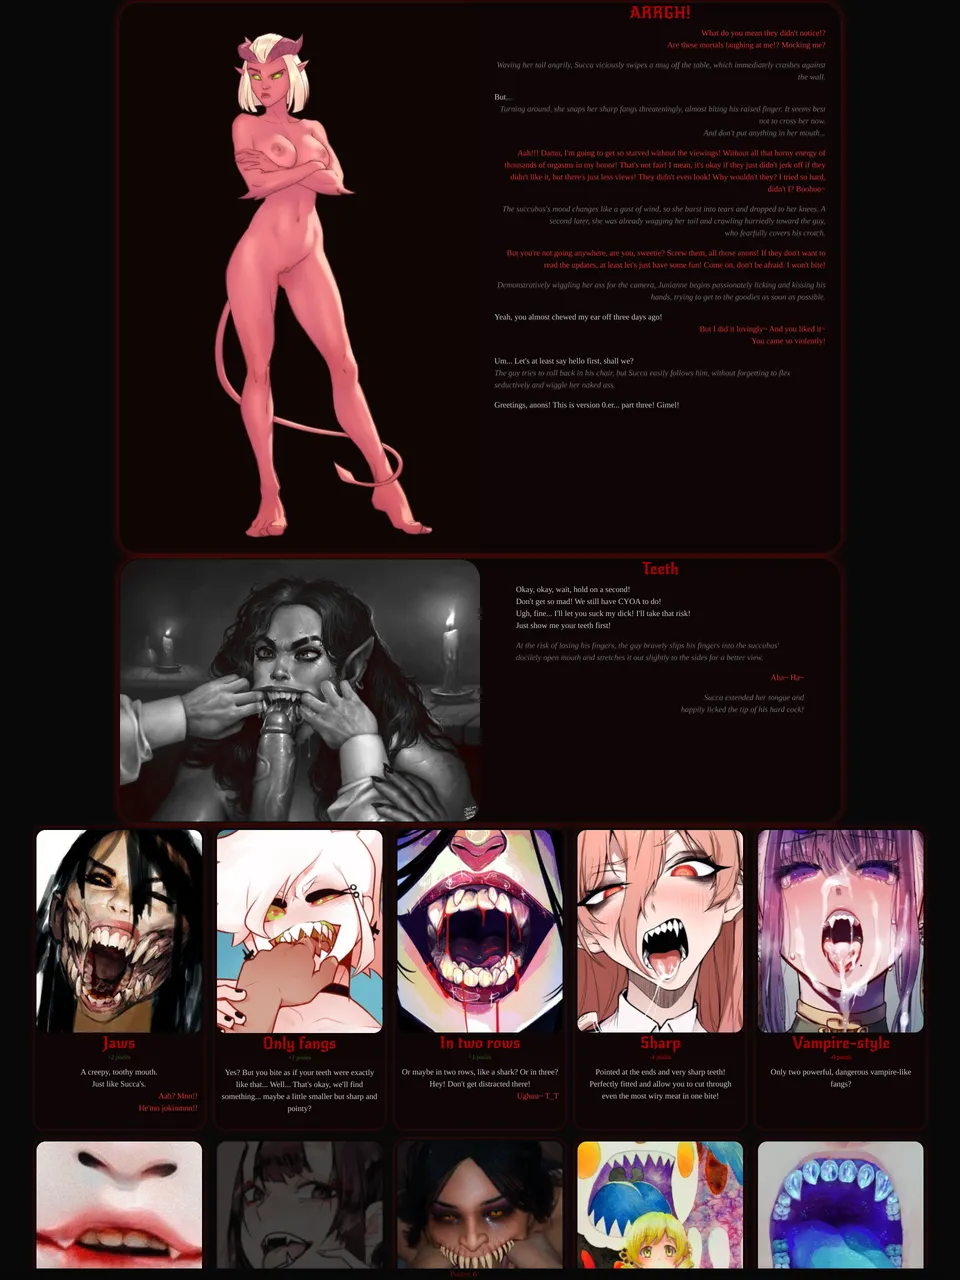 ARRGH!
What do you mean they didn't notice!?
Are these mortals laughing at me!? Mocking me?
Waving her tail angrily, Succa viciously swipes a mug off the table, which immediately crashes against
the wall.
But...
Turning around, she snaps her sharp fangs threateningly, almost biting his raised finger. It seems best
not to cross her now.
And don't put anything in her mouth...
Aah!!! Damn, I'm going to get so starved without the viewings! Without all that horny energy of
thousands of orgasms in my honor! That's not fair! I mean, it's okay if they just didn't jerk off if they
didn't like it, but there's just less views! They didn't even look! Why wouldn't they? I tried so hard,
didn't I? Boohoo~
The succubus's mood changes like a gust of wind, so she burst into tears and dropped to her knees. A
second later, she was already wagging her tail and crawling hurriedly toward the guy,
who fearfully covers his crotch.
But you're not going anywhere, are you, sweetie? Screw them, all those anons! If they don't want to
read the updates, at least let's just have some fun! Come on, don't be afraid. I won't bite!
Demonstratively wiggling her ass for the camera, Junianne begins passionately licking and kissing his
hands, trying to get to the goodies as soon as possible.
Yeah, you almost chewed my ear off three days ago!
But I did it lovingly~ And you liked it~
You came so violently!
Um... Let's at least say hello first, shall we?
The guy tries to roll back in his chair, but Succa easily follows him, without forgetting to flex
seductively and wiggle her naked ass.
Greetings, anons! This is version 0.er... part three! Gimel!
Teeth
Okay, okay, wait, hold on a second!
Don't get so mad! We still have CYOA to do!
Ugh, fine... I'll let you suck my dick! I'll take that risk!
Just show me your teeth first!
At the risk of losing his fingers, the guy bravely slips his fingers into the succubus'
docilely open mouth and stretches it out slightly to the sides for a better view.
Aha~ Ha~
Succa extended her tongue and
happily licked the tip of his hard cock!
Jaws
A creepy, toothy mouth.
Just like Succa's.
Aah? Mnn!!
He'mo jokinnnn!!
Only fangs
Yes? But you bite as if your teeth were exactly
like that... Well... That's okay, we'll find
something... maybe a little smaller but sharp and
pointy?
In two rows
Or maybe in two rows, like a shark? Or in three?
Hey! Don't get distracted there!
Ughuu~ T_T
Sharp
Pointed at the ends and very sharp teeth!
Perfectly fitted and allow you to cut through
even the most wiry meat in one bite!
Vampire-style
Only two powerful, dangerous vampire-like
fangs?